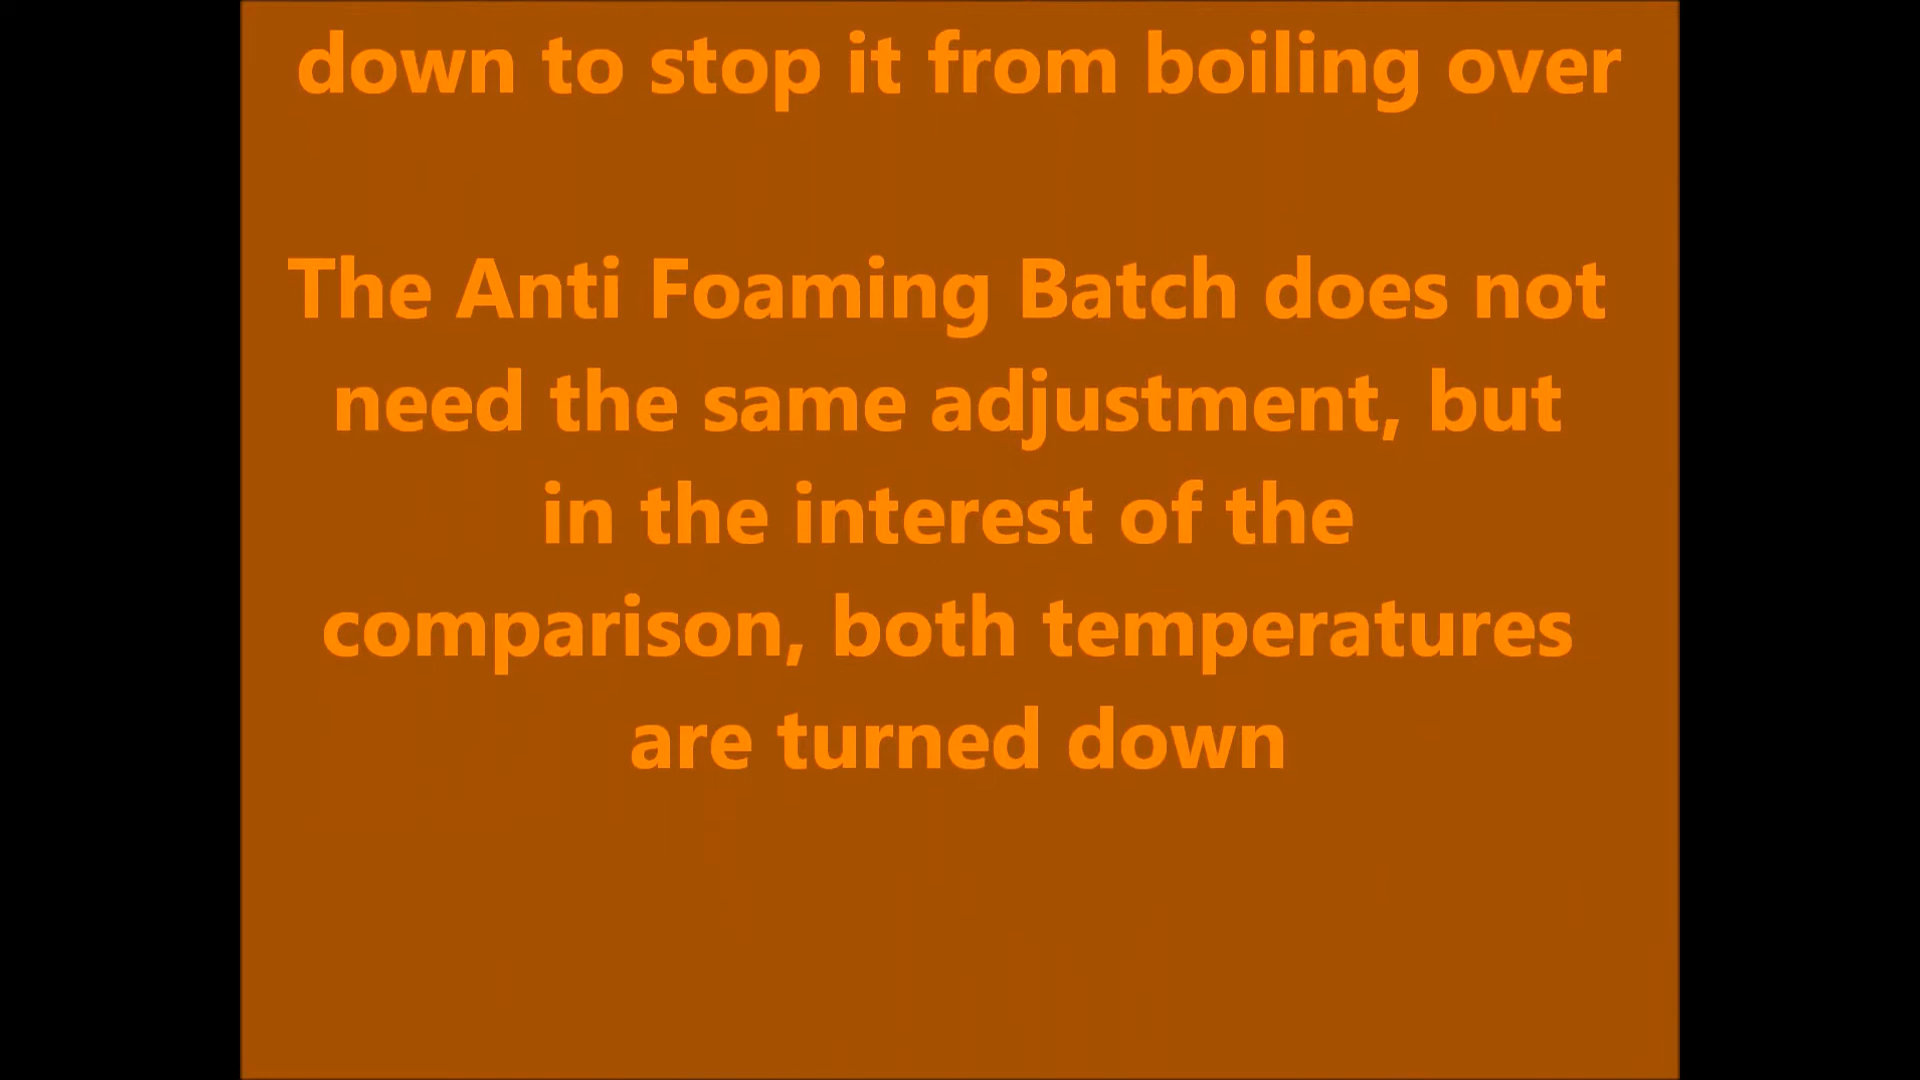 down to stop it from boiling over
The Anti Foaming Batch does not
need the same adjustment, but
in the interest of the
comparison, both temperatures
are turned down